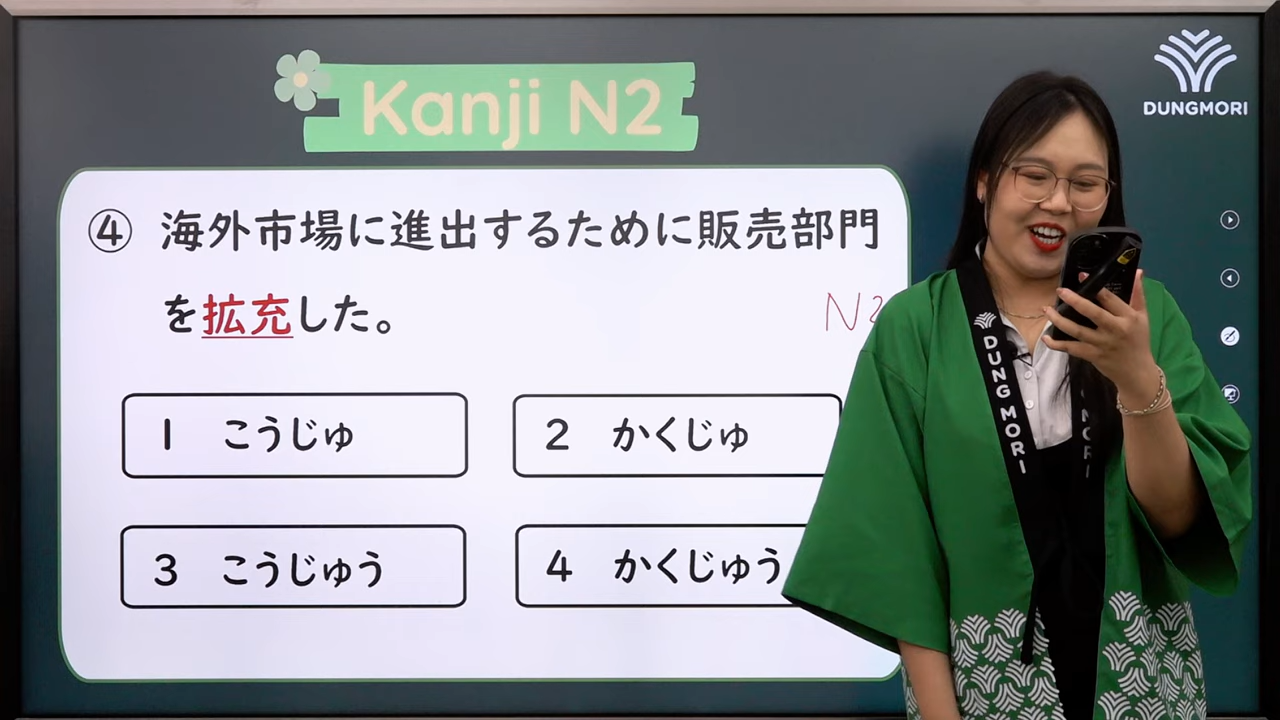 Kanji N2
DUNGMORI
④ 海外市場に進出するために販売部門
を拡充した。
N2
1 こうじゅ
2 かくじゅ
3 こうじゅう
4 かくじゅう
DUNG MORI
MORI